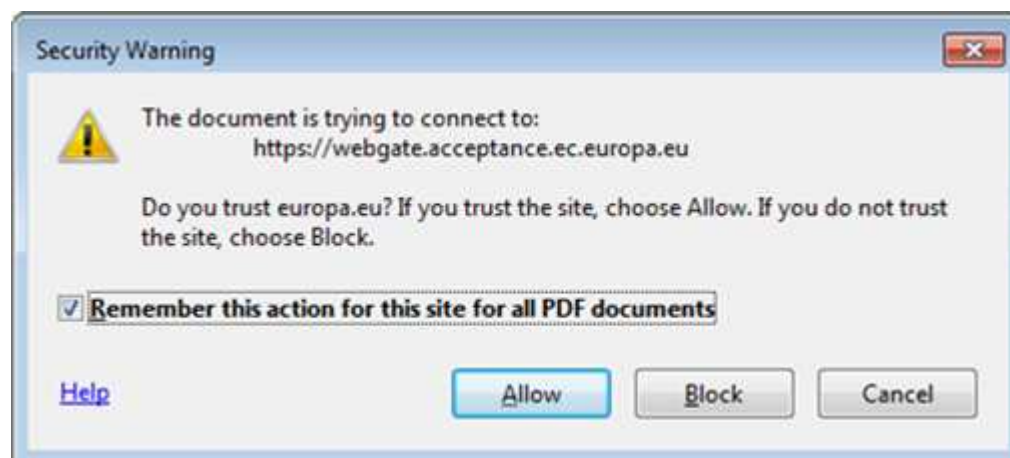 Security Warning
The document is trying to connect to:
https://webgate.acceptance.ec.europa.eu
Do you trust europa.eu? If you trust the site, choose Allow. If you do not trust
the site, choose Block.
Remember this action for this site for all PDF documents
Help
Allow
Block
Cancel